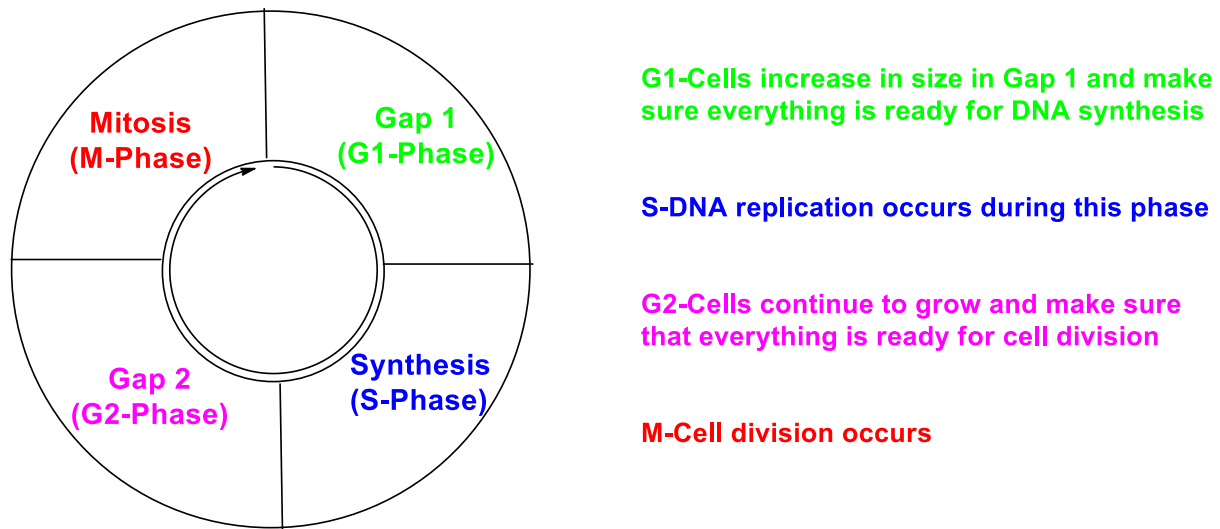 Mitosis
(M-Phase)
Gap 1
(G1-Phase)
Gap 2
(G2-Phase)
Synthesis
(S-Phase)
G1-Cells increase in size in Gap 1 and make
sure everything is ready for DNA synthesis
S-DNA replication occurs during this phase
G2-Cells continue to grow and make sure
that everything is ready for cell division
M-Cell division occurs